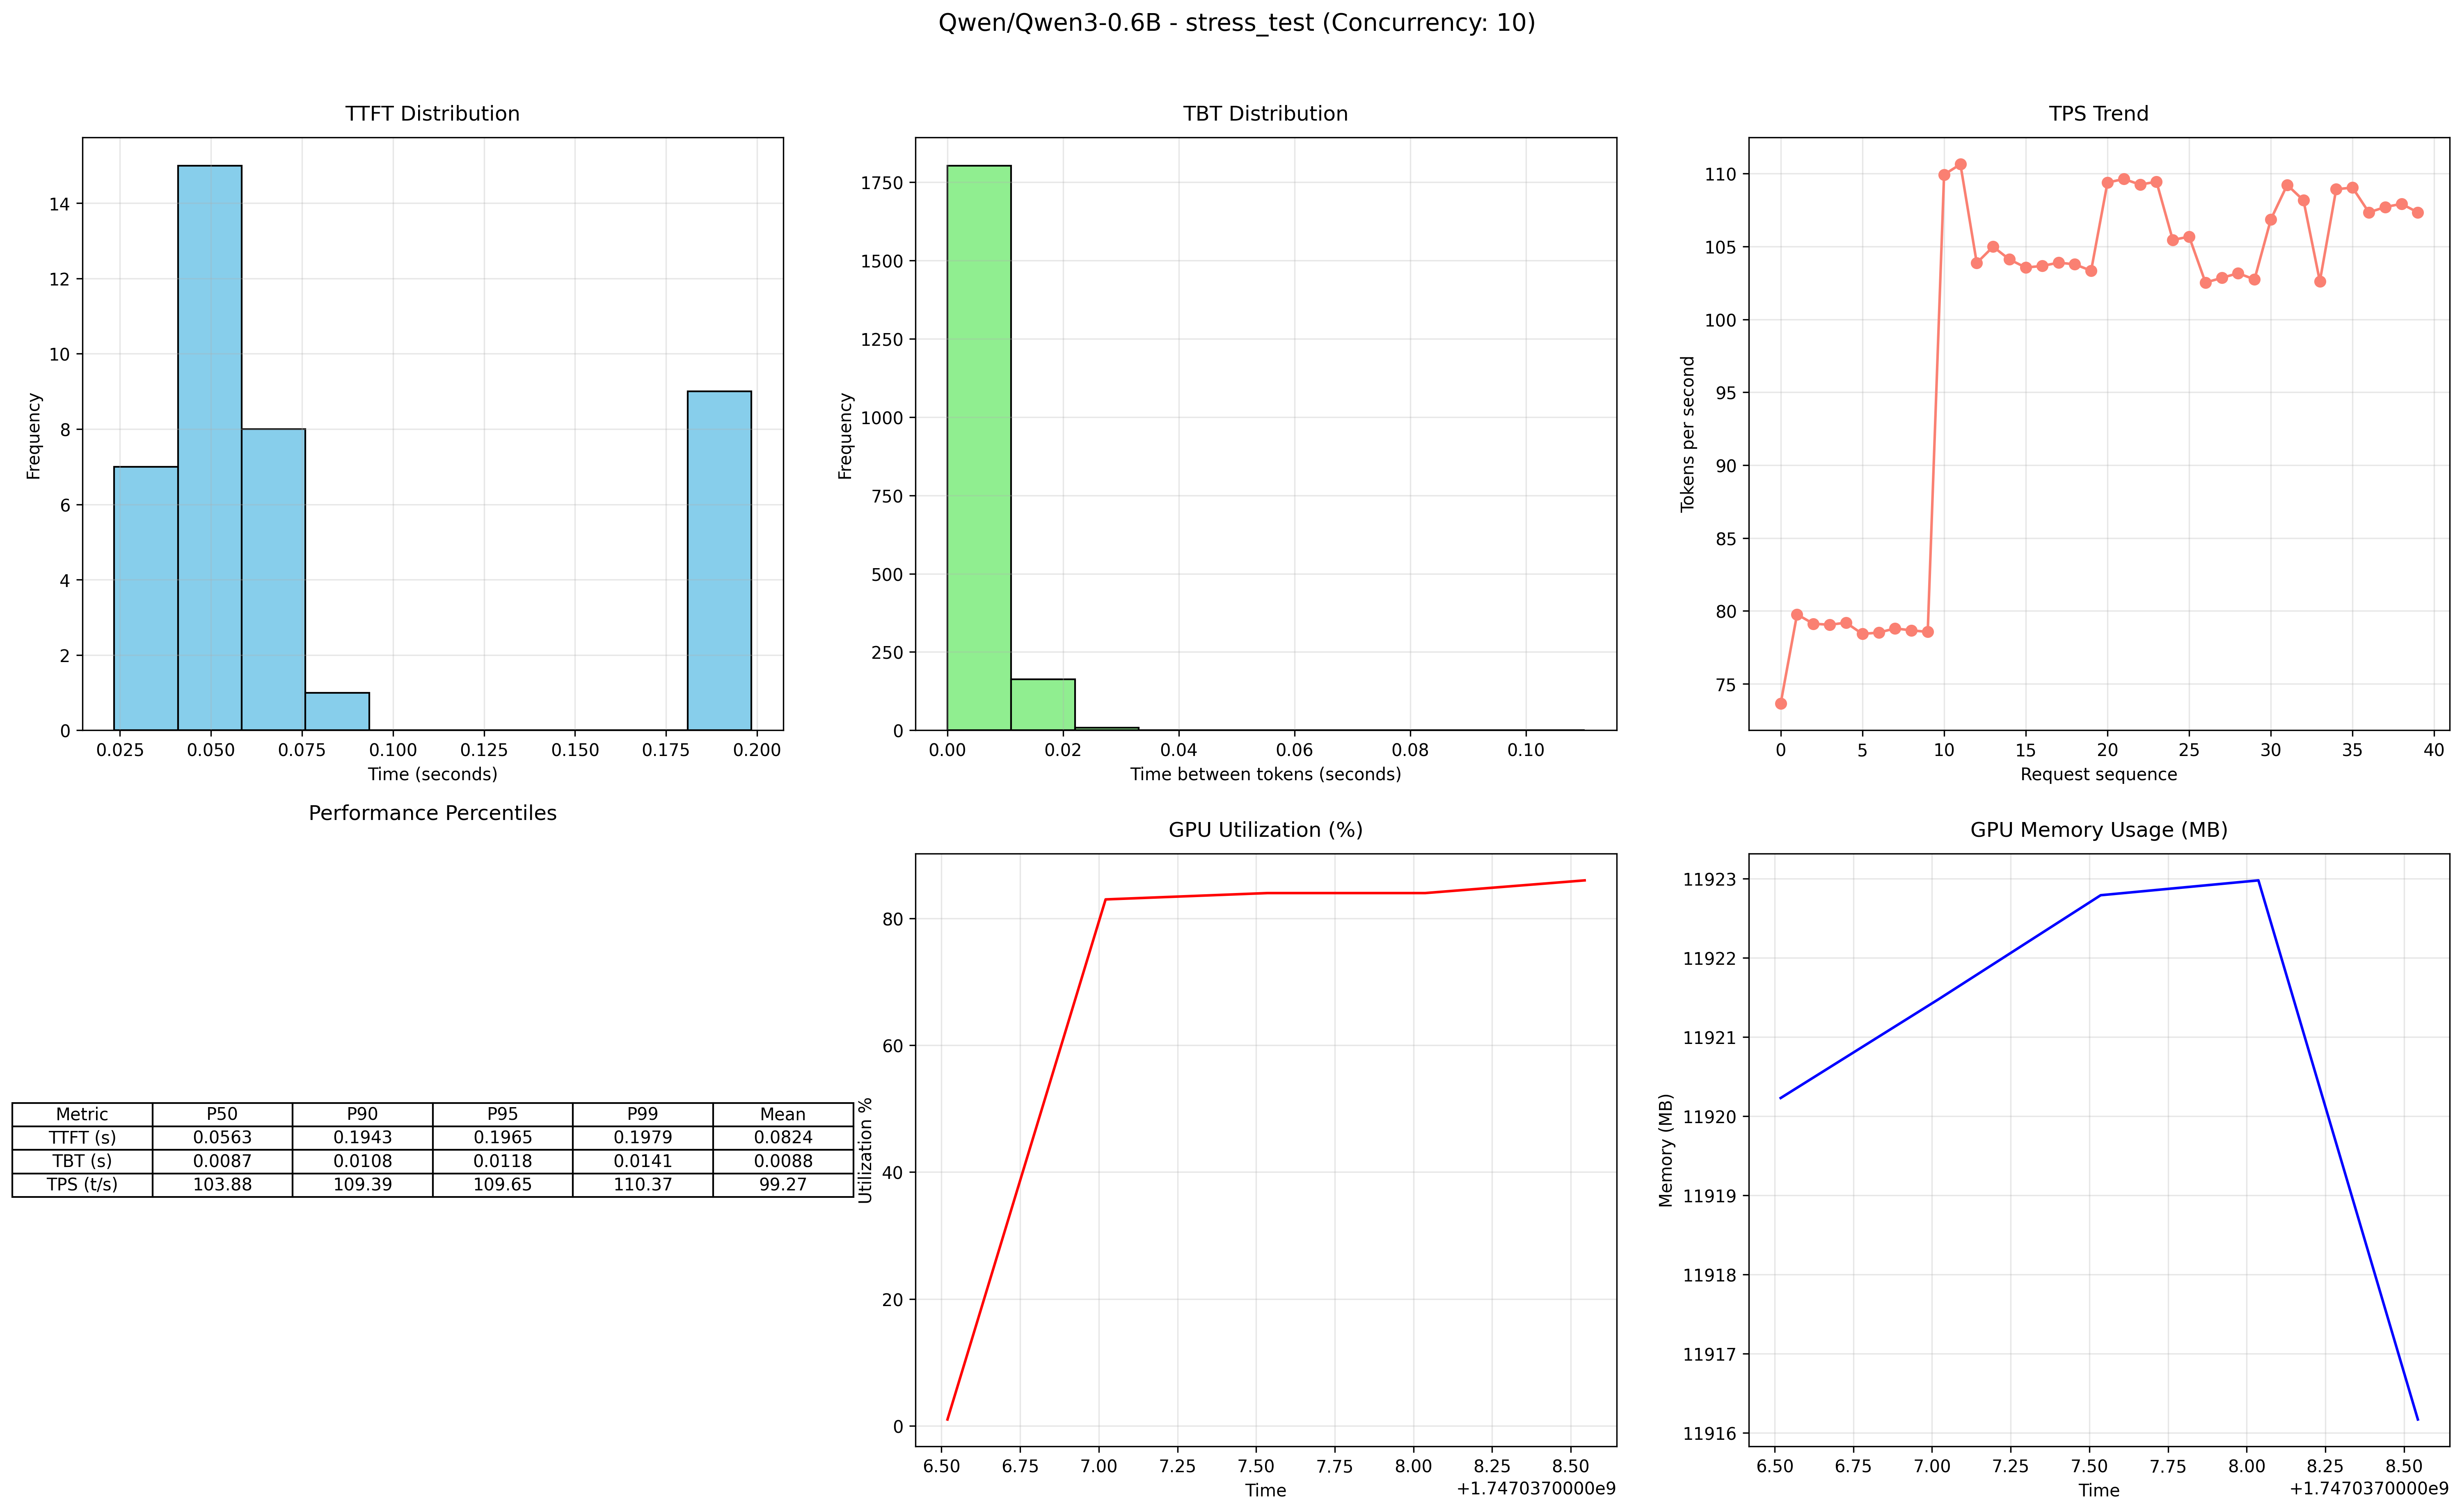 Qwen/Qwen3-0.6B - stress_test (Concurrency: 10)
TTFT Distribution
Frequency
14
12
10
8
6
4
2
0
0.025 0.050 0.075 0.100 0.125 0.150 0.175 0.200
Time (seconds)
TBT Distribution
Frequency
1750
1500
1250
1000
750
500
250
0
0.00 0.02 0.04 0.06 0.08 0.10
Time between tokens (seconds)
TPS Trend
Tokens per second
110
105
100
95
90
85
80
75
0 5 10 15 20 25 30 35 40
Request sequence
Performance Percentiles
Metric P50 P90 P95 P99 Mean
TTFT (s) 0.0563 0.1943 0.1965 0.1979 0.0824
TBT (s) 0.0087 0.0108 0.0118 0.0141 0.0088
TPS (t/s) 103.88 109.39 109.65 110.37 99.27
GPU Utilization (%)
Utilization %
80
60
40
20
0
6.50 6.75 7.00 7.25 7.50 7.75 8.00 8.25 8.50
Time
+1.7470370000e9
GPU Memory Usage (MB)
Memory (MB)
11923
11922
11921
11920
11919
11918
11917
11916
6.50 6.75 7.00 7.25 7.50 7.75 8.00 8.25 8.50
Time
+1.7470370000e9